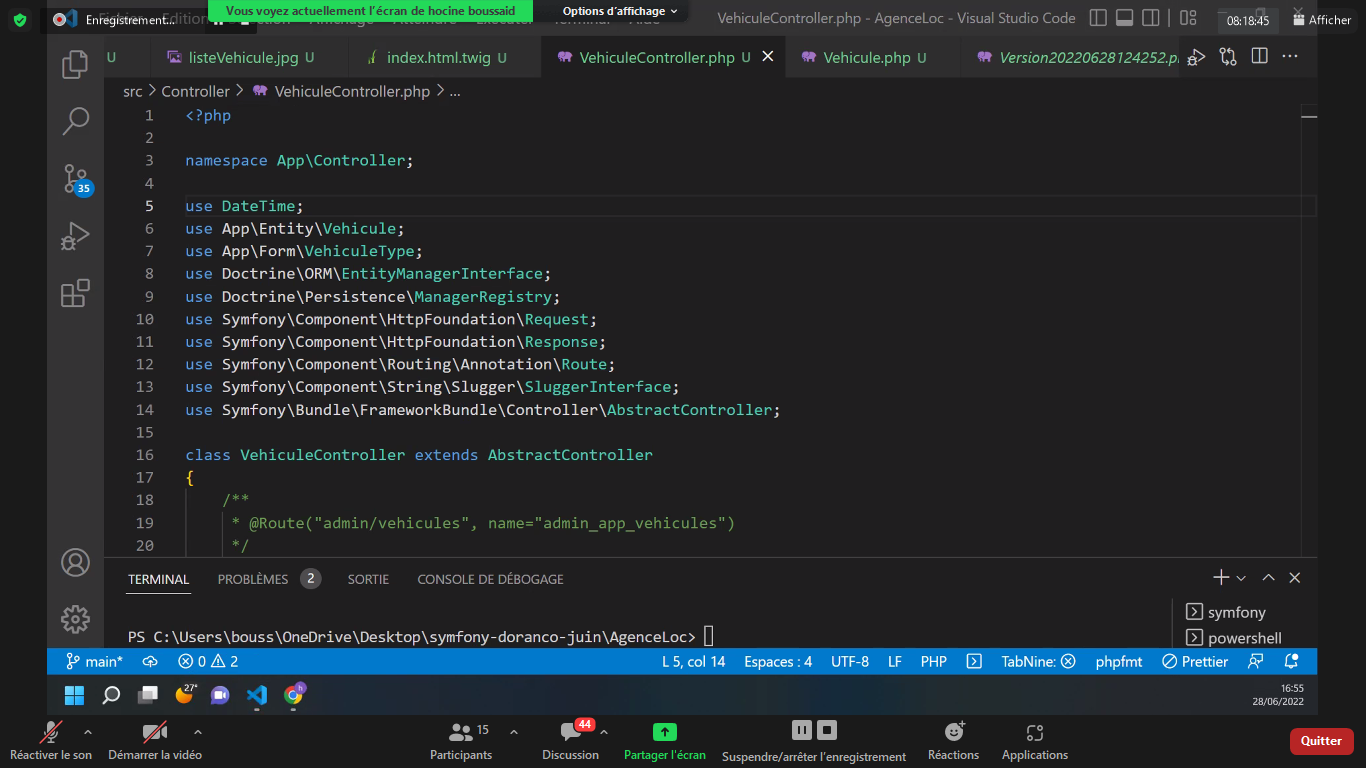 Enregistrement...
Vous voyez actuellement l'écran de hocine boussaid
Options d'affichage
VehiculeController.php - AgenceLoc - Visual Studio Code
08:18:45
Afficher
U
listeVehicule.jpg U
index.html.twig U
VehiculeController.php U
Vehicule.php U
Version20220628124252.p
src > Controller > VehiculeController.php > ...
35
1 <?php
2
3 namespace App\Controller;
4
5 use DateTime;
6 use App\Entity\Vehicule;
7 use App\Form\VehiculeType;
8 use Doctrine\ORM\EntityManagerInterface;
9 use Doctrine\Persistence\ManagerRegistry;
10 use Symfony\Component\HttpFoundation\Request;
11 use Symfony\Component\HttpFoundation\Response;
12 use Symfony\Component\Routing\Annotation\Route;
13 use Symfony\Component\String\Slugger\SluggerInterface;
14 use Symfony\Bundle\FrameworkBundle\Controller\AbstractController;
15
16 class VehiculeController extends AbstractController
17 {
18 /**
19 * @Route("admin/vehicules", name="admin_app_vehicules")
20 */
TERMINAL PROBLÈMES 2 SORTIE CONSOLE DE DÉBOGAGE
symfony
PS C:\Users\bouss\OneDrive\Desktop\symfony-doranco-juin\AgenceLoc>
powershell
main* 0 2 L 5, col 14 Espaces : 4 UTF-8 LF PHP TabNine: phpfmt Prettier
27°
h
16:55
28/06/2022
15
44
Réactiver le son Démarrer la vidéo Participants Discussion Partager l'écran Suspendre/arrêter l'enregistrement Réactions Applications
Quitter